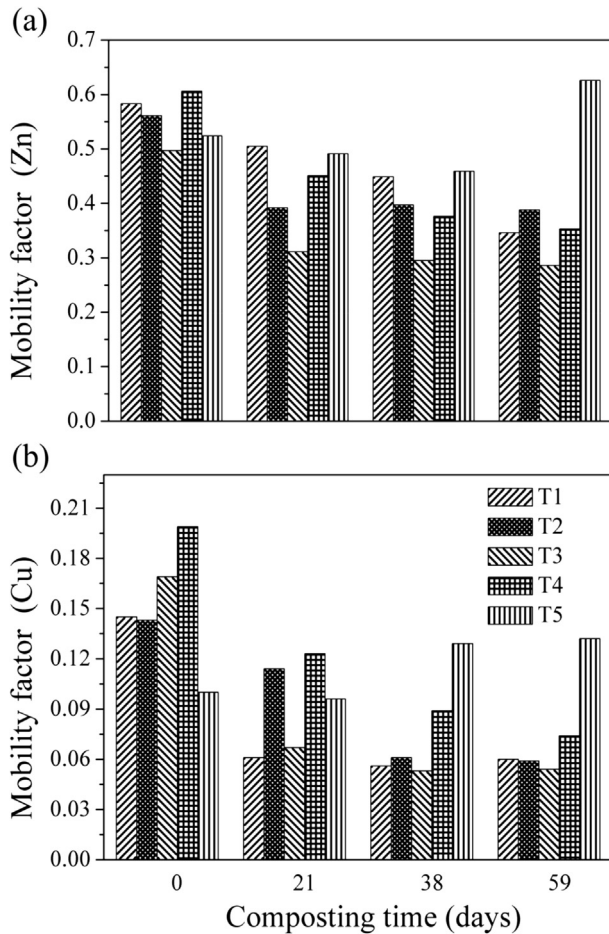 (a)
Mobility factor (Zn)
0.7
0.6
0.5
0.4
0.3
0.2
0.1
0.0
(b)
Mobility factor (Cu)
0.21
0.18
0.15
0.12
0.09
0.06
0.03
0.00
T1
T2
T3
T4
T5
0 21 38 59
Composting time (days)